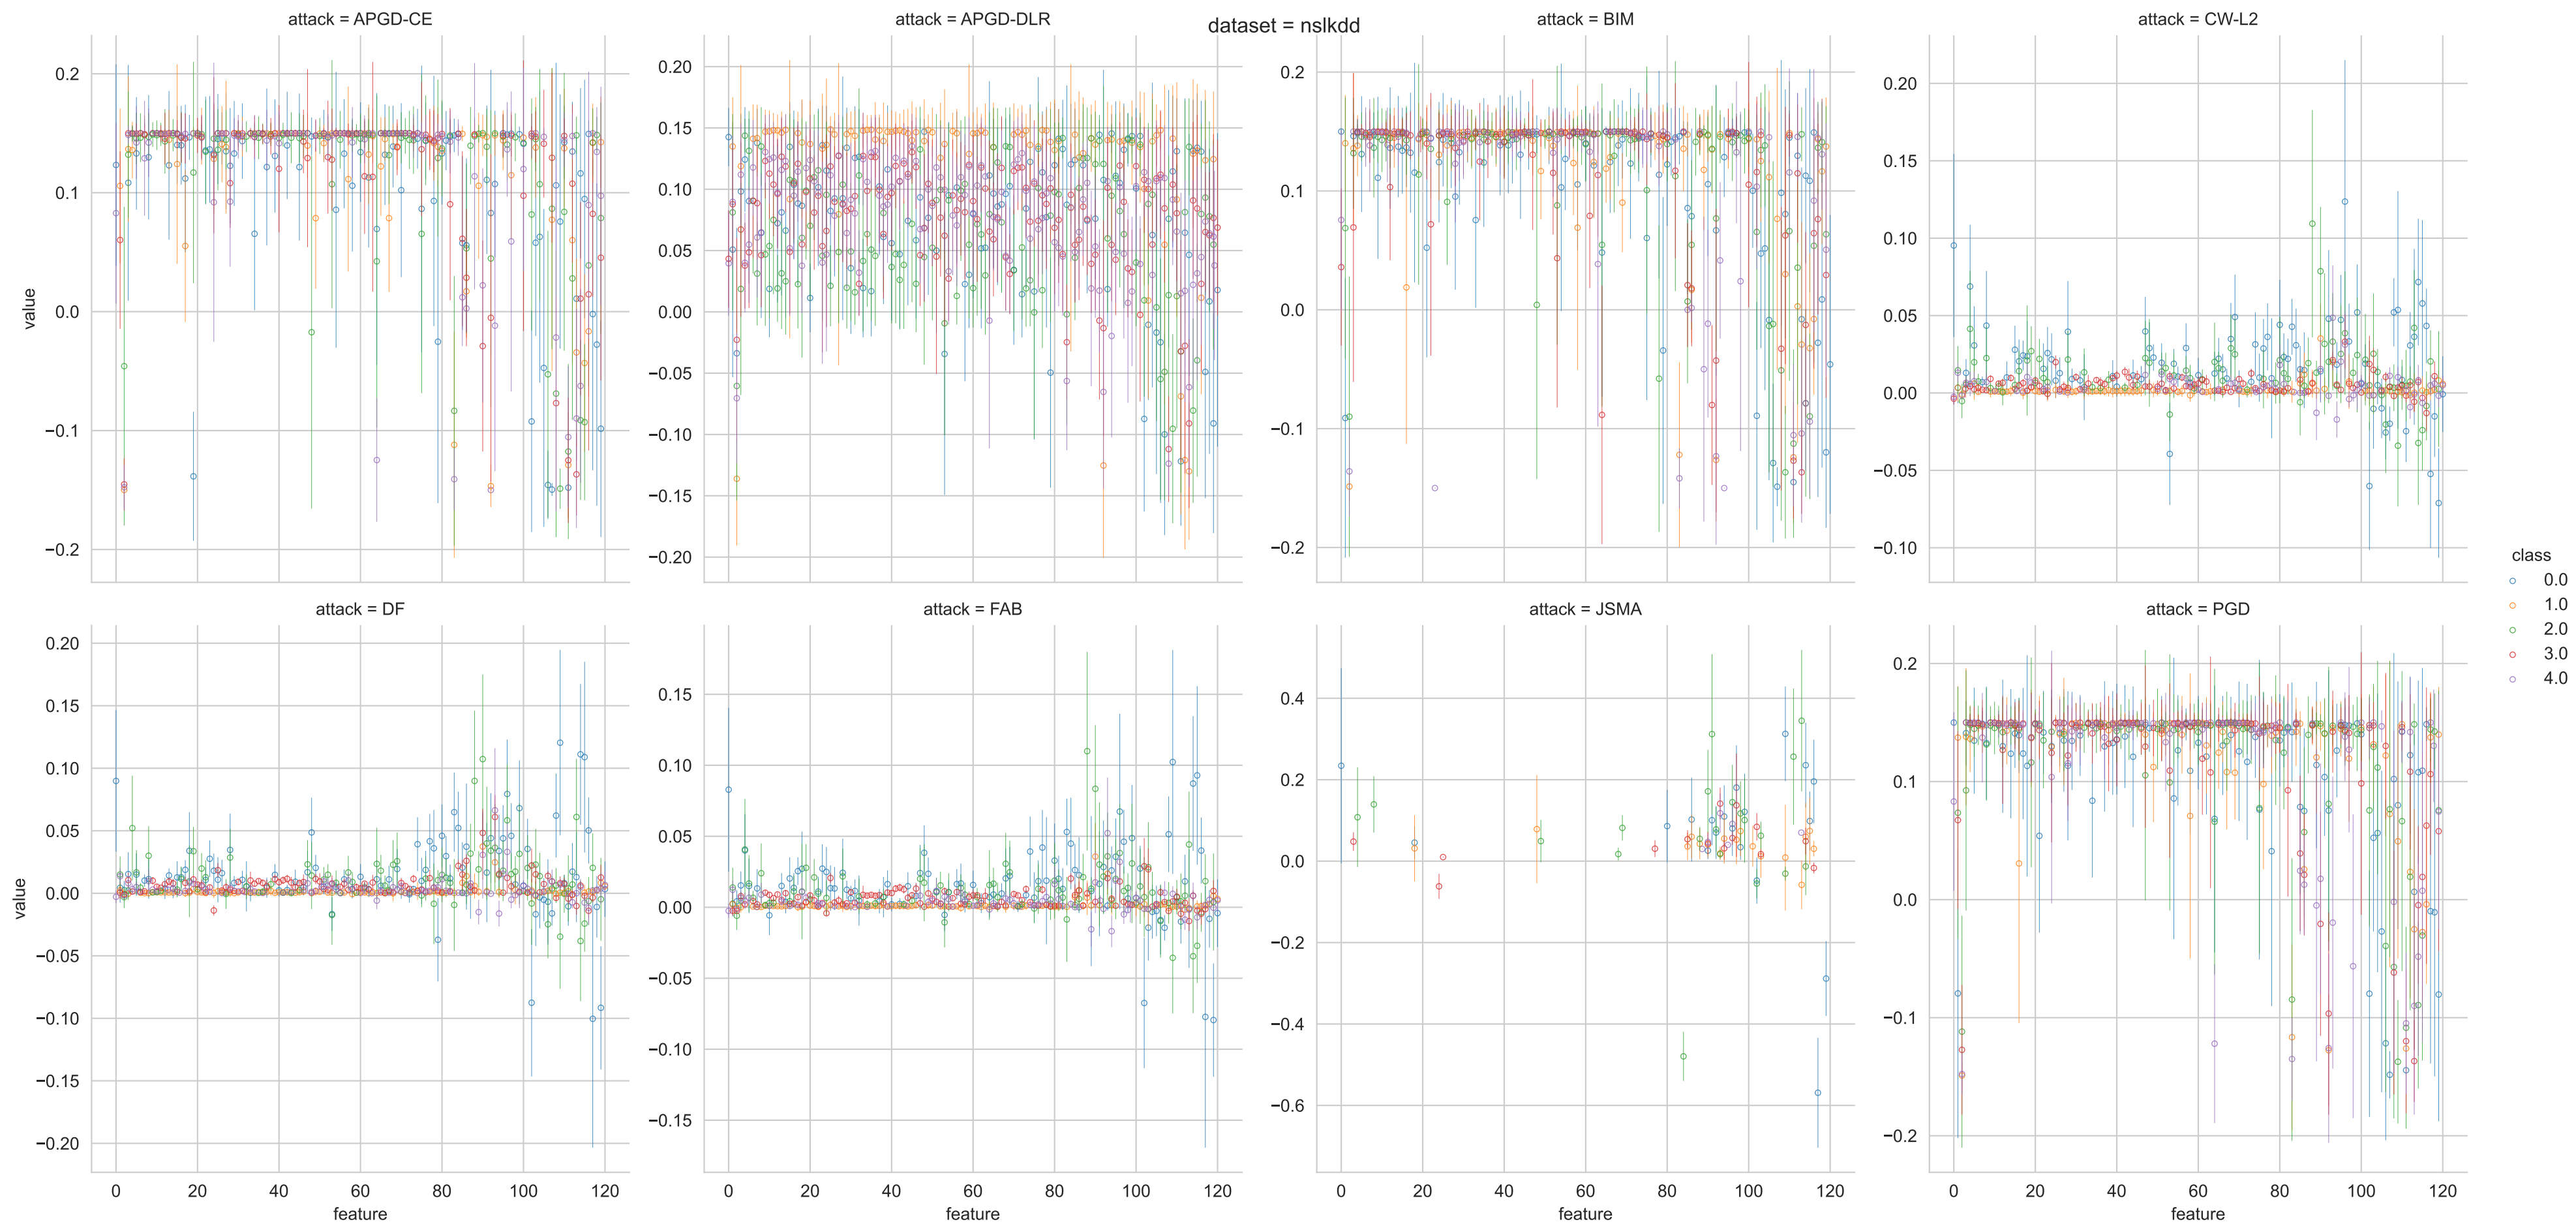 dataset = nslkdd
attack = APGD-CE
value
0.2
0.1
0.0
−0.1
−0.2
attack = APGD-DLR
0.20
0.15
0.10
0.05
0.00
−0.05
−0.10
−0.15
−0.20
attack = BIM
0.2
0.1
0.0
−0.1
−0.2
attack = CW-L2
0.20
0.15
0.10
0.05
0.00
−0.05
−0.10
class
0.0
1.0
2.0
3.0
4.0
attack = DF
value
0.20
0.15
0.10
0.05
0.00
−0.05
−0.10
−0.15
−0.20
0 20 40 60 80 100 120
feature
attack = FAB
0.15
0.10
0.05
0.00
−0.05
−0.10
−0.15
0 20 40 60 80 100 120
feature
attack = JSMA
0.4
0.2
0.0
−0.2
−0.4
−0.6
0 20 40 60 80 100 120
feature
attack = PGD
0.2
0.1
0.0
−0.1
−0.2
0 20 40 60 80 100 120
feature